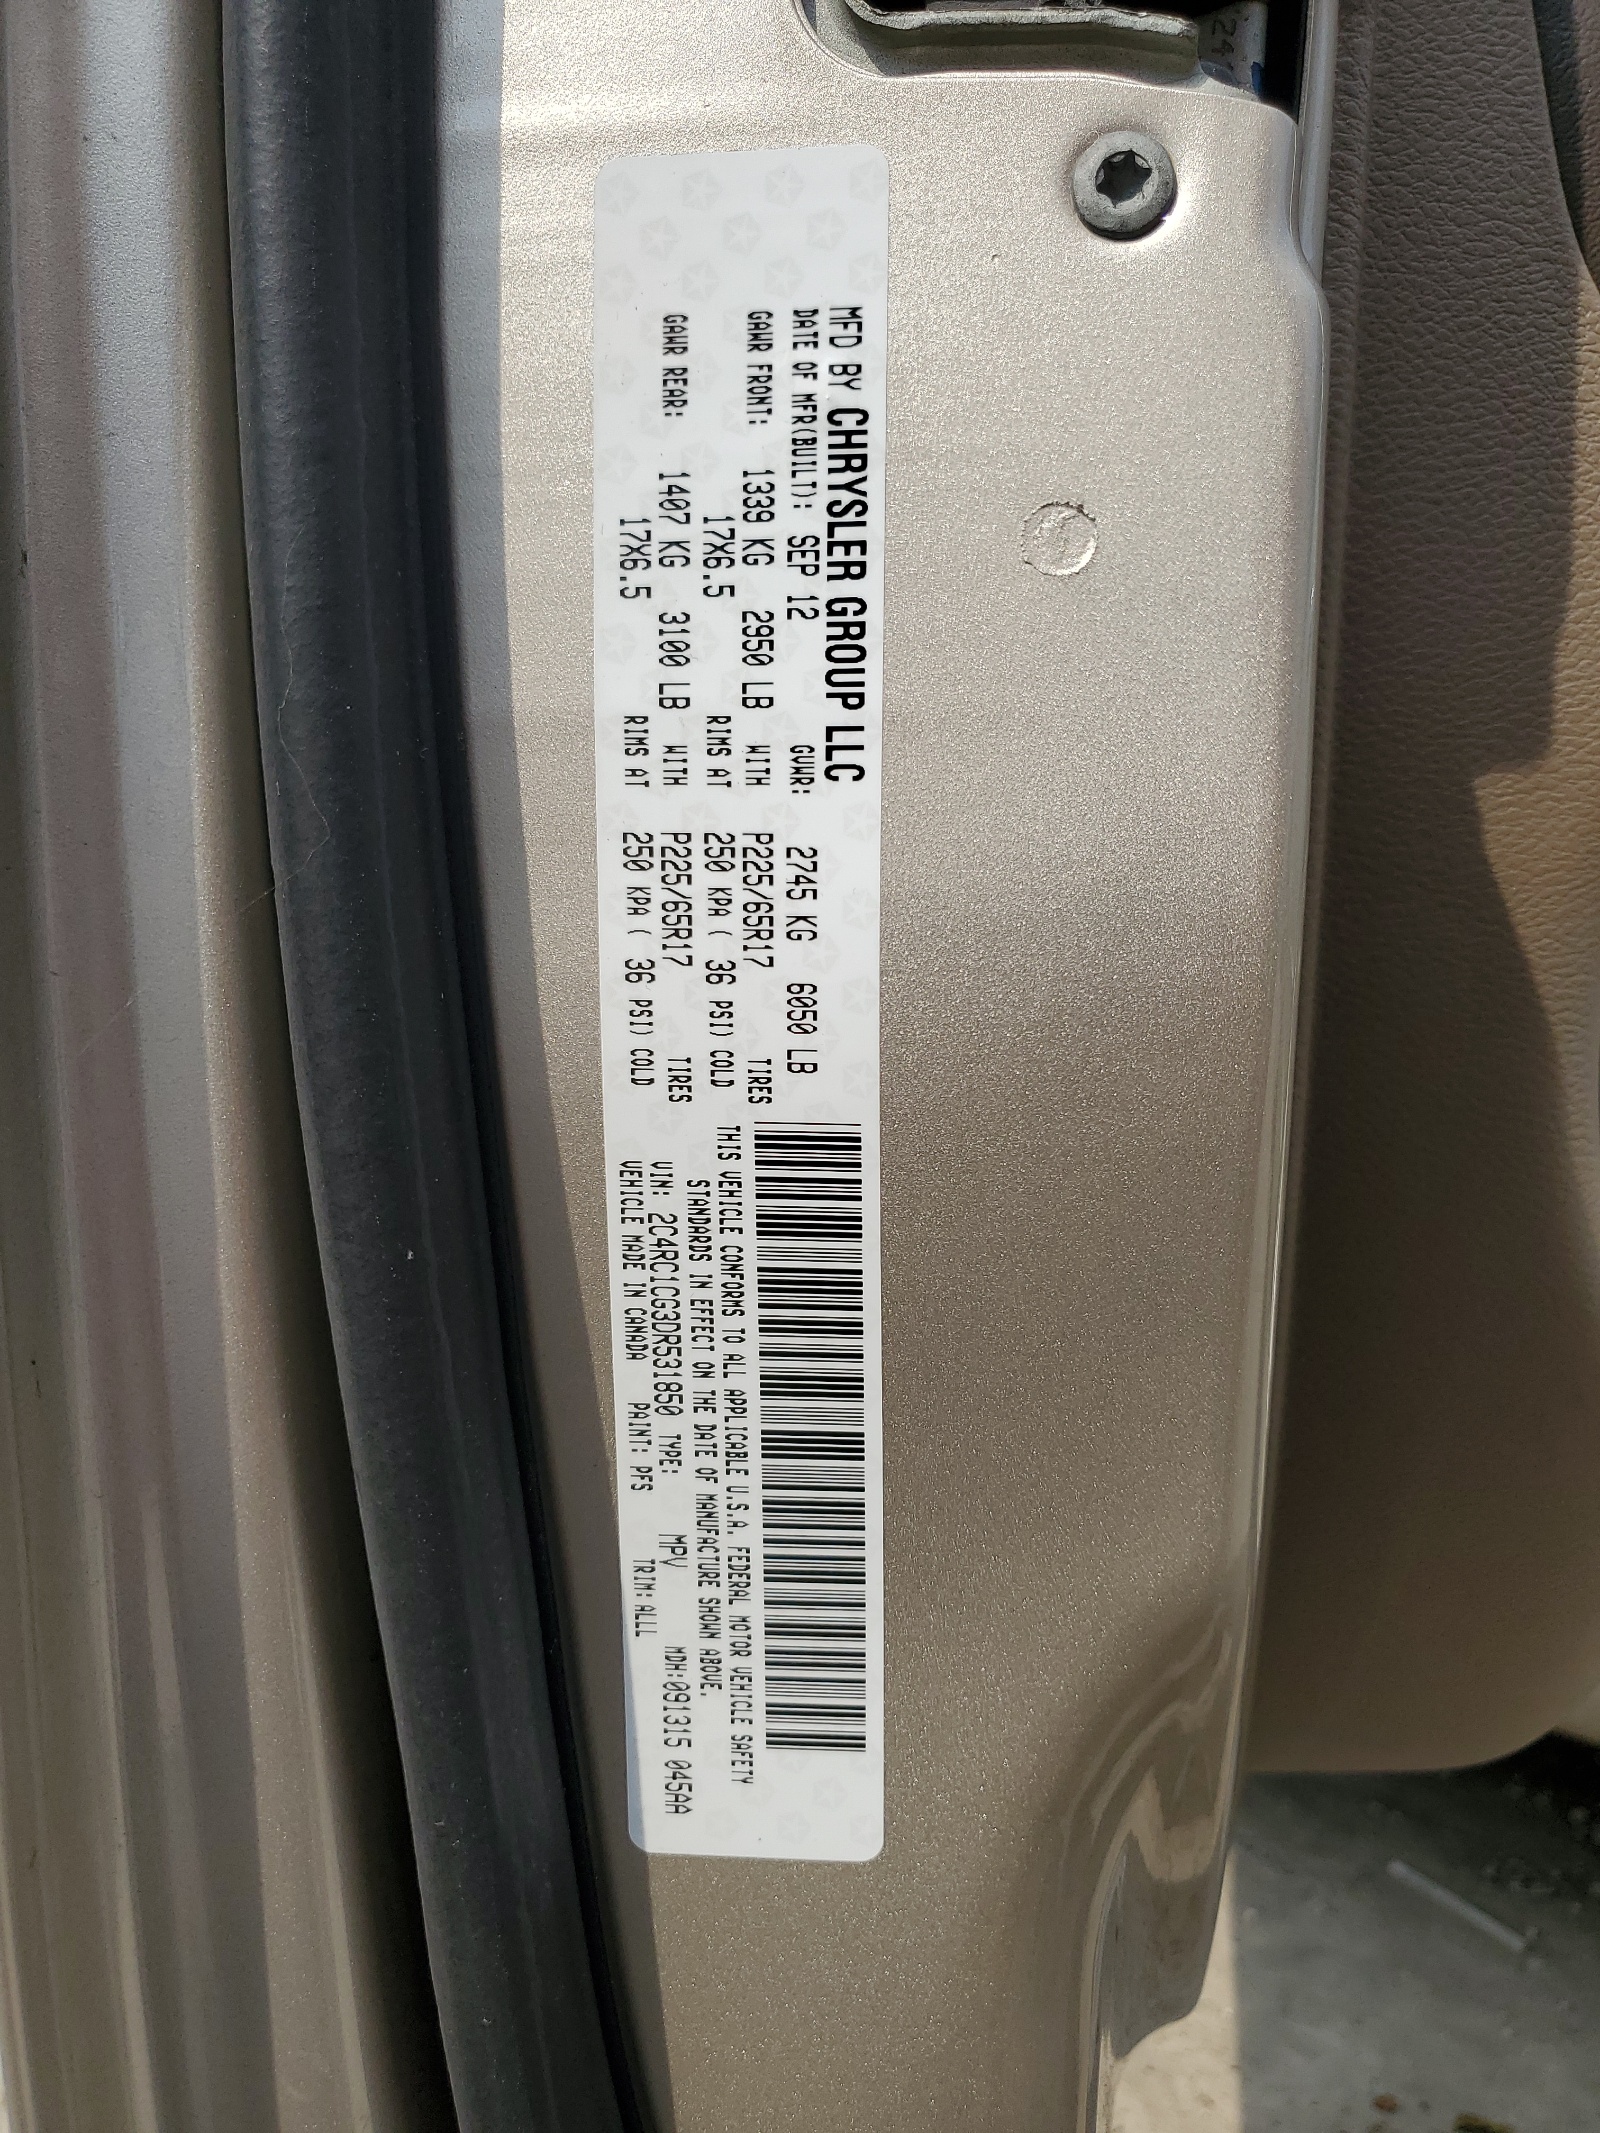 MFD BY CHRYSLER GROUP LLC
DATE OF MFR(BUILT): SEP 12 GVWR: 2745 KG 6050 LB
GAWR FRONT: 1339 KG 2950 LB WITH P225/65R17 TIRES
17X6.5 RIMS AT 250 KPA ( 36 PSI) COLD
GAWR REAR: 1407 KG 3100 LB WITH P225/65R17 TIRES
17X6.5 RIMS AT 250 KPA ( 36 PSI) COLD
THIS VEHICLE CONFORMS TO ALL APPLICABLE U.S.A. FEDERAL MOTOR VEHICLE SAFETY
STANDARDS IN EFFECT ON THE DATE OF MANUFACTURE SHOWN ABOVE.
VIN: 2C4RC1CG3DR531850 TYPE: MPV MDH:091315 045AA
VEHICLE MADE IN CANADA PAINT: PFS TRIM:ALLL